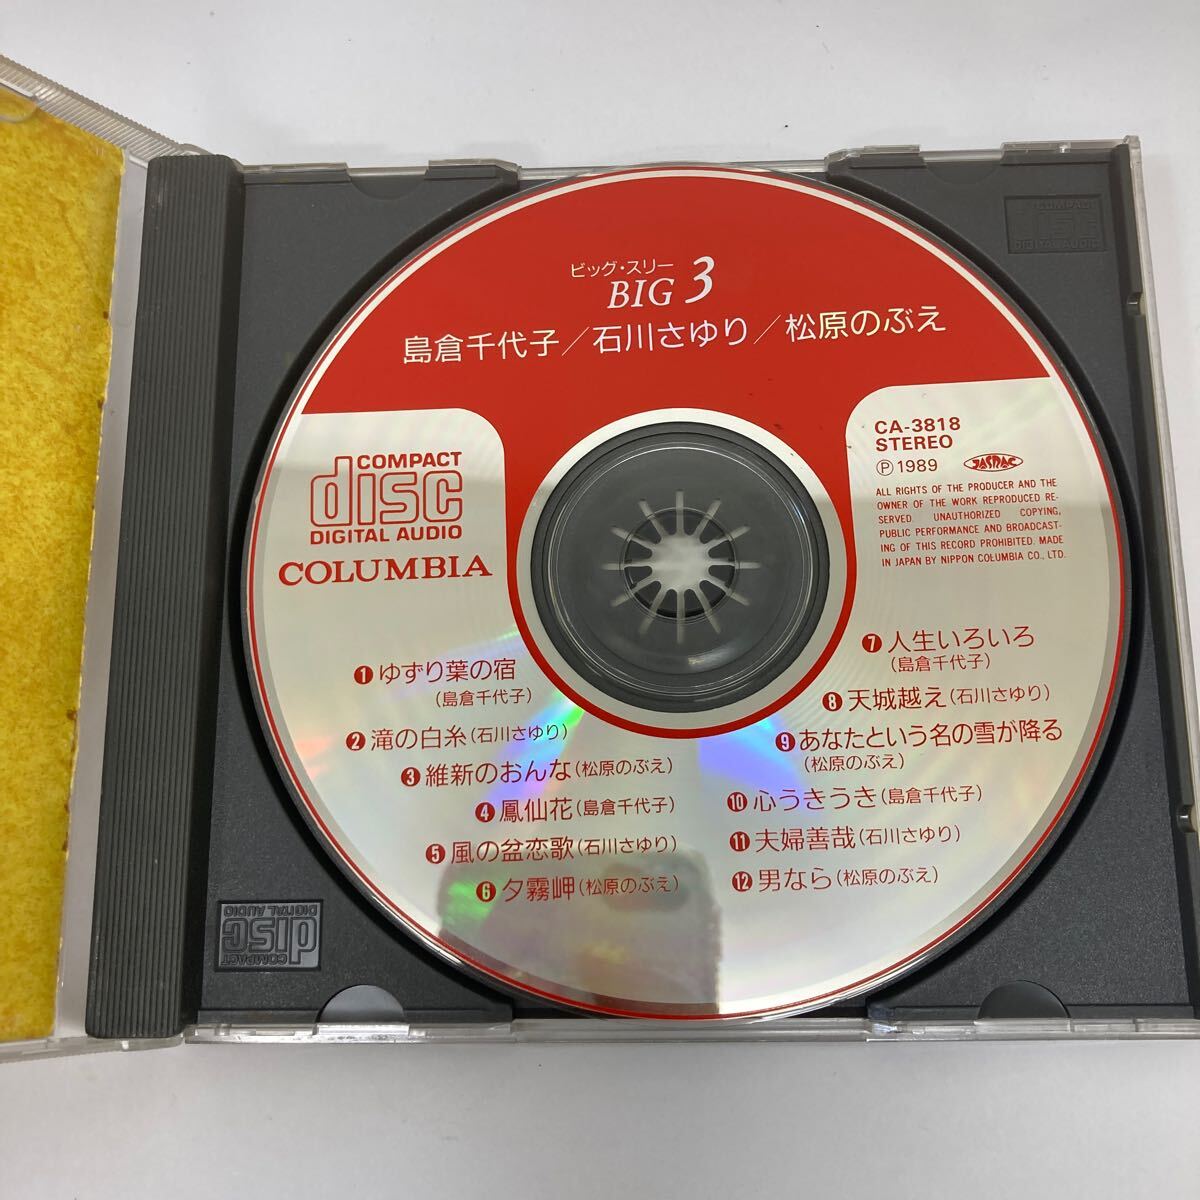 ビッグ・スリー
BIG 3
島倉千代子／石川さゆり／松原のぶえ
COMPACT
disc
DIGITAL AUDIO
COLUMBIA
CA-3818
STEREO
Ⓟ1989 JASRAC
ALL RIGHTS OF THE PRODUCER AND THE
OWNER OF THE WORK REPRODUCED RE-
SERVED. UNAUTHORIZED COPYING,
PUBLIC PERFORMANCE AND BROADCAST-
ING OF THIS RECORD PROHIBITED. MADE
IN JAPAN BY NIPPON COLUMBIA CO., LTD.
❶ゆずり葉の宿
(島倉千代子)
❷滝の白糸(石川さゆり)
❸維新のおんな(松原のぶえ)
❹鳳仙花(島倉千代子)
❺風の盆恋歌(石川さゆり)
❻夕霧岬(松原のぶえ)
❼人生いろいろ
(島倉千代子)
❽天城越え(石川さゆり)
❾あなたという名の雪が降る
(松原のぶえ)
❿心うきうき(島倉千代子)
⓫夫婦善哉(石川さゆり)
⓬男なら(松原のぶえ)
COMPACT
disc
DIGITAL AUDIO
COMPACT
disc
DIGITAL AUDIO